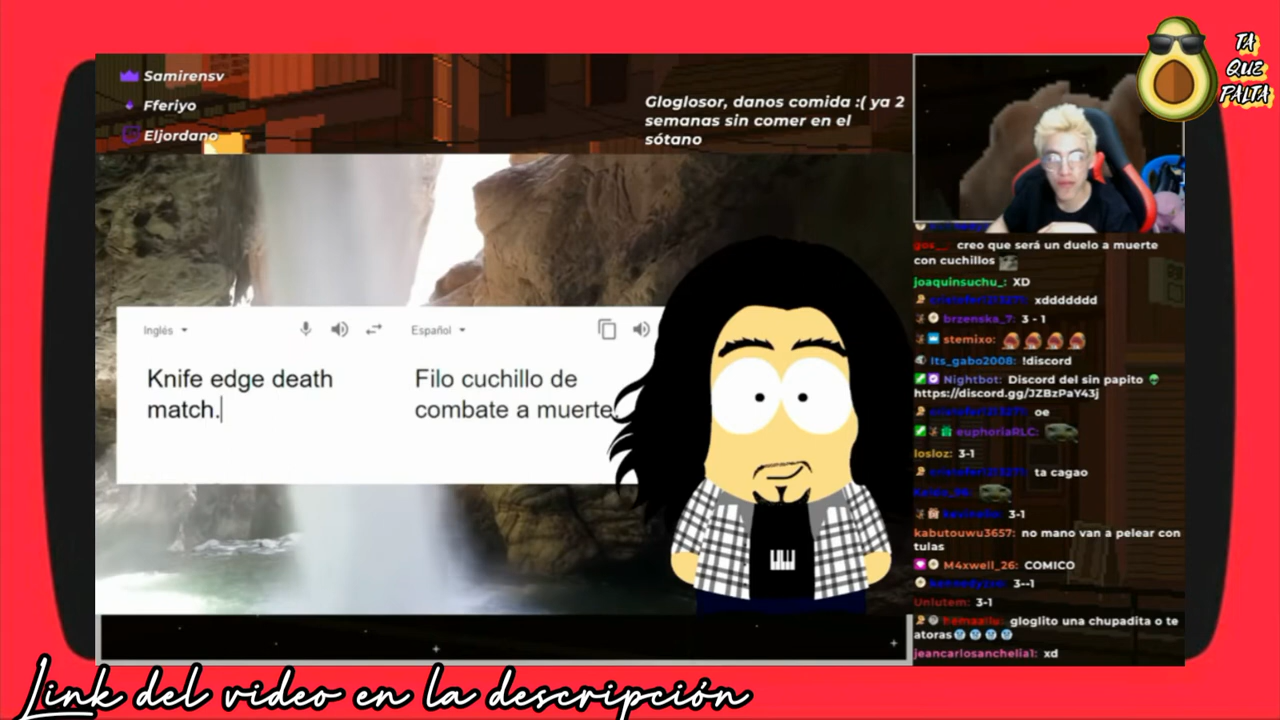 TA
QUE
PALTA
Samirensv
Fferiyo
Eljordano
Gloglosor, danos comida :( ya 2
semanas sin comer en el
sótano
Inglés
Español
Knife edge death
match.
Filo cuchillo de
combate a muerte.
creo que será un duelo a muerte
con cuchillos
joaquinsuchu_: XD
xddddddd
brzenska_7: 3 - 1
stemixo:
Its_gabo2008: !discord
Nightbot: Discord del sin papito
https://discord.gg/JZBzPaY43j
oe
euphoriaRLC:
losloz: 3-1
ta cagao
3-1
kabutouwu3657: no mano van a pelear con
tulas
M4xwell_26: COMICO
3--1
Unlutem: 3-1
gloglito una chupadita o te
atoras
jeancarlosanchelia1: xd
Link del video en la descripción